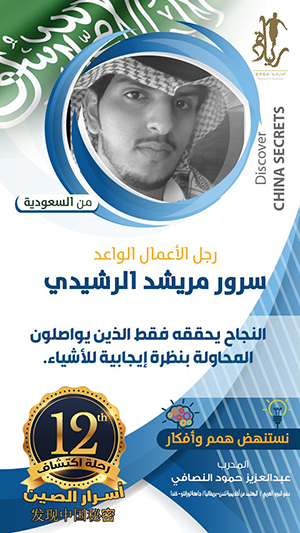 ريادة
Discover
CHINA SECRETS
من السعودية
رجل الأعمال الواعد
سرور مريشد الرشيدي
النجاح يحققه فقط الذين يواصلون
المحاولة بنظرة إيجابية للأشياء.
12th
رحلة اكتشاف
أسرار الصين
发现中国秘密
نستنهض همم وأفكار
المدرب
عبدالعزيز حمود النصافي